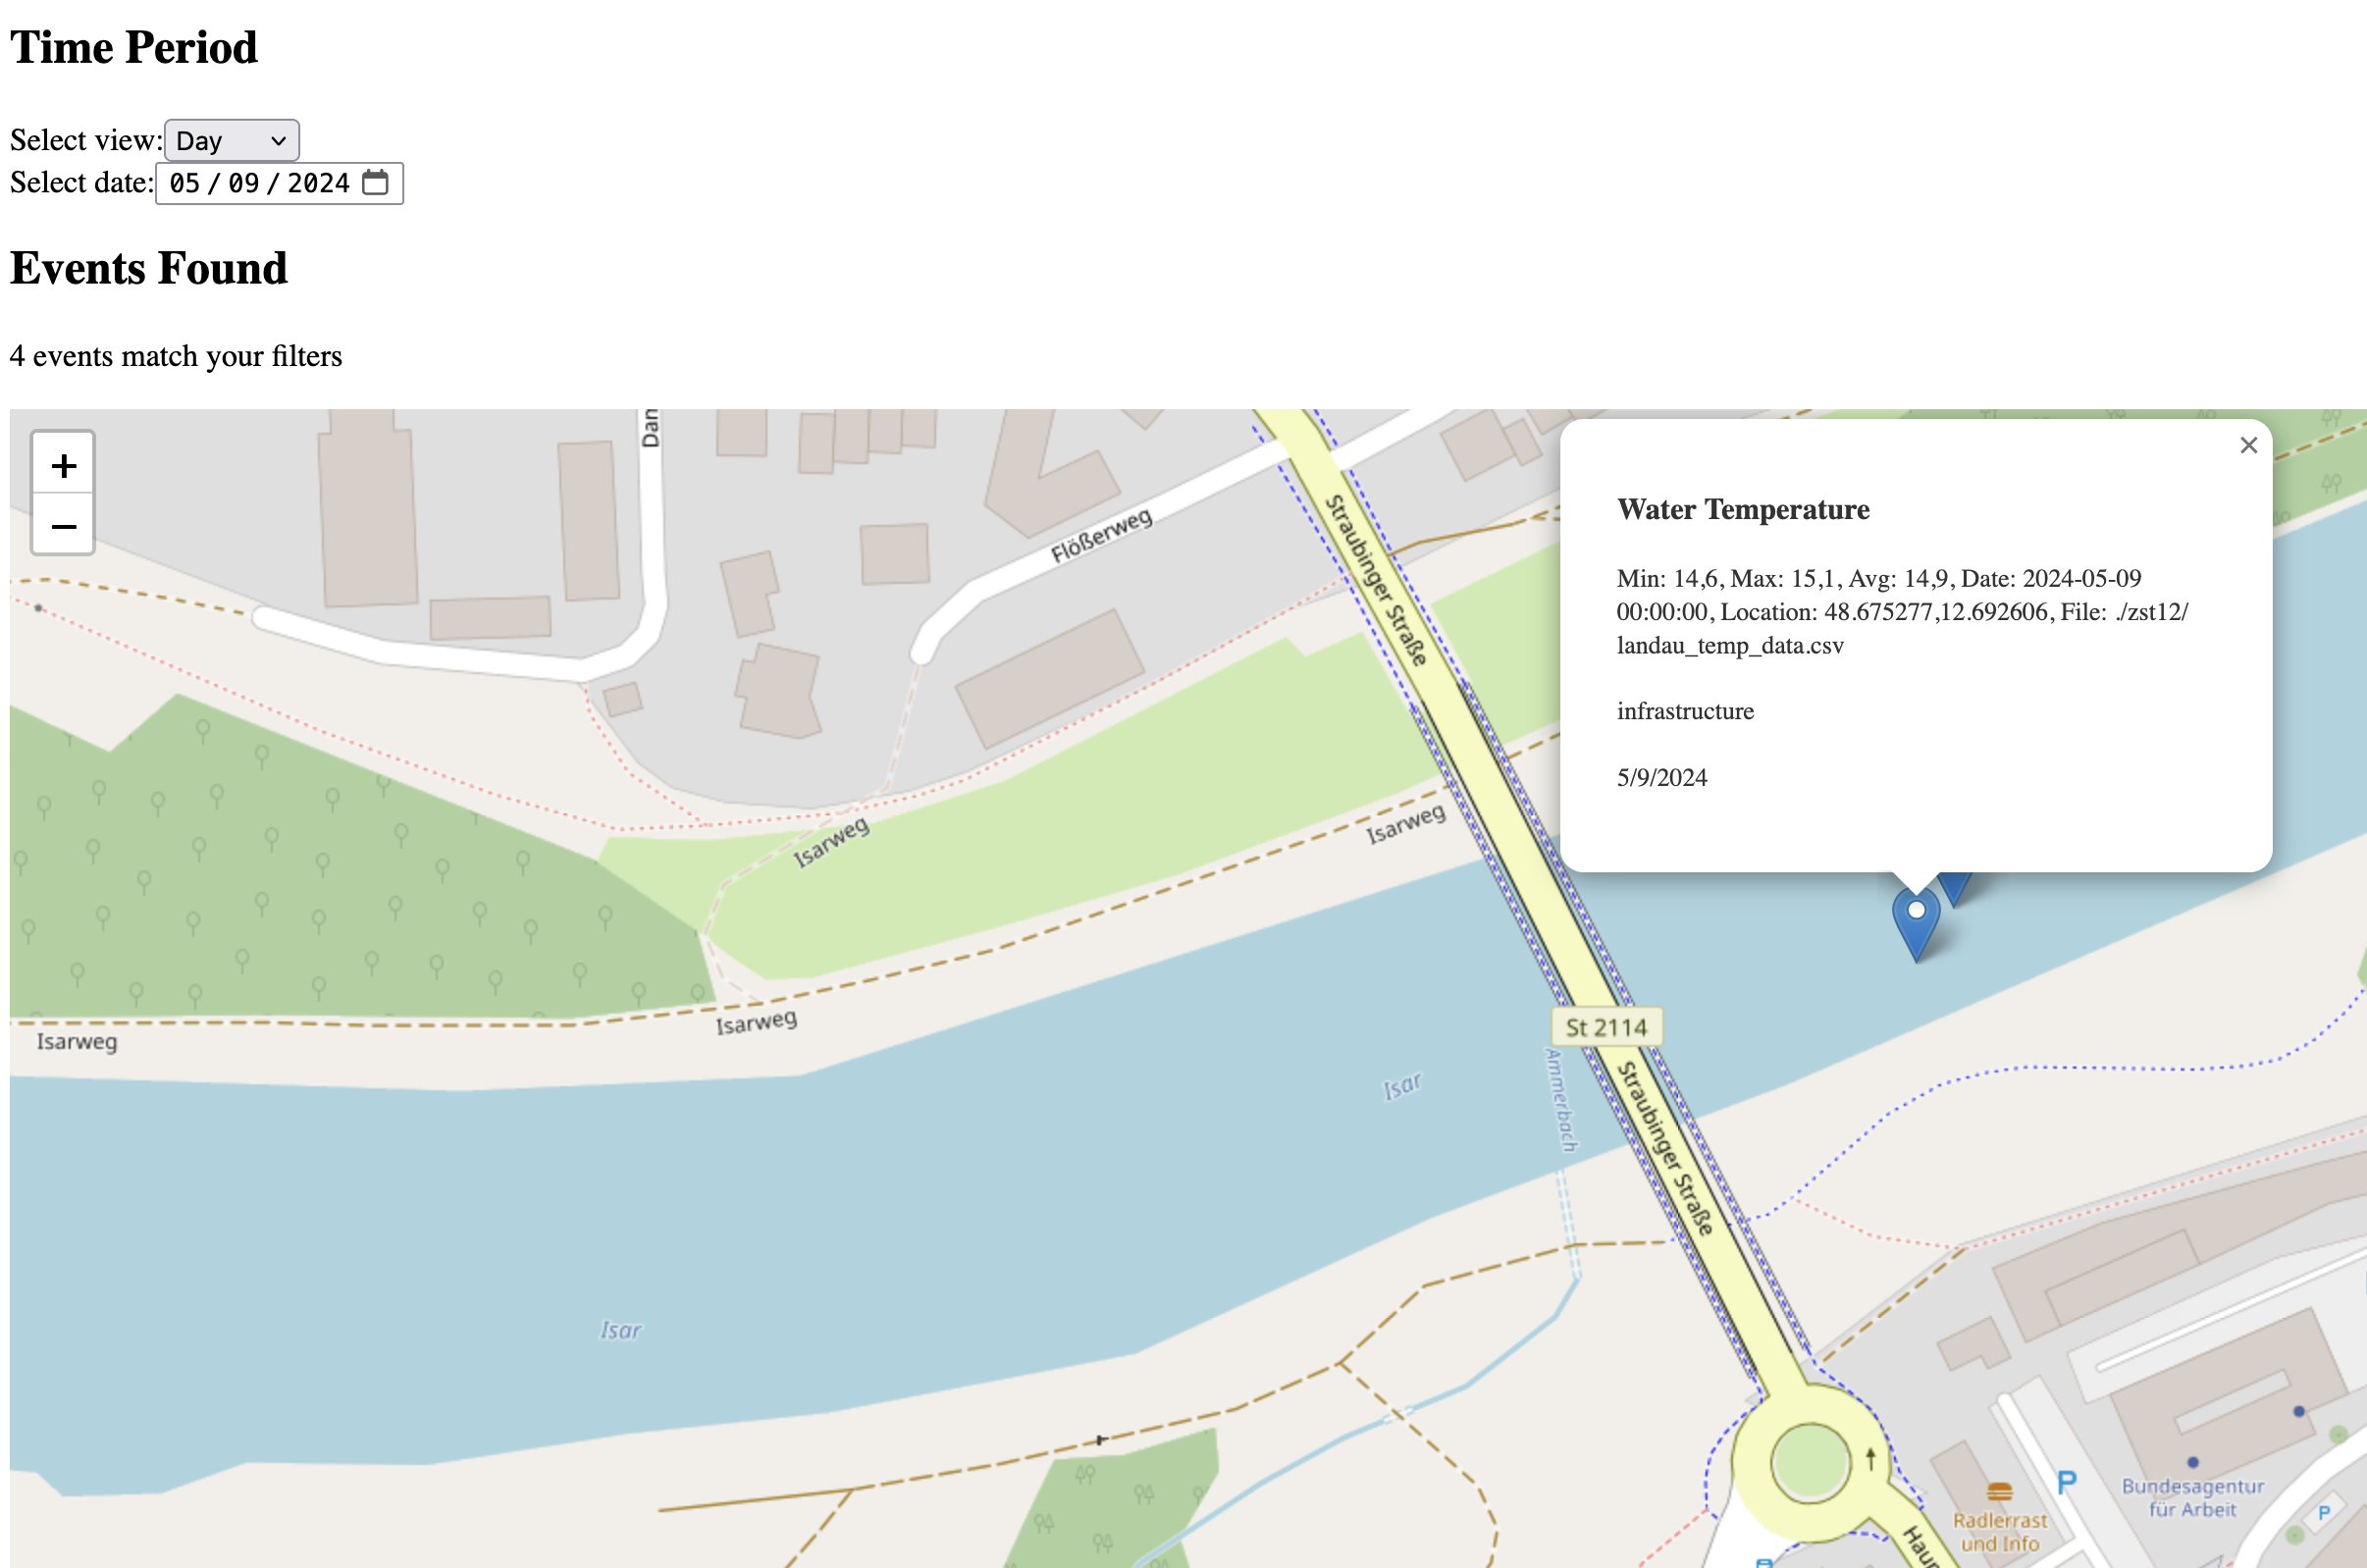 Time Period
Select view: Day
Select date: 05 / 09 / 2024
Events Found
4 events match your filters
+
−
Dan
Flößerweg
Straubinger Straße
×
Water Temperature
Min: 14,6, Max: 15,1, Avg: 14,9, Date: 2024-05-09
00:00:00, Location: 48.675277,12.692606, File: ./zst12/
landau_temp_data.csv
infrastructure
5/9/2024
Isarweg
Isarweg
Isarweg
Isarweg
St 2114
Isar
Ammerbach
Straubinger Straße
Isar
P
Bundesagentur
für Arbeit
P
Radlerrast
und Info
Haup